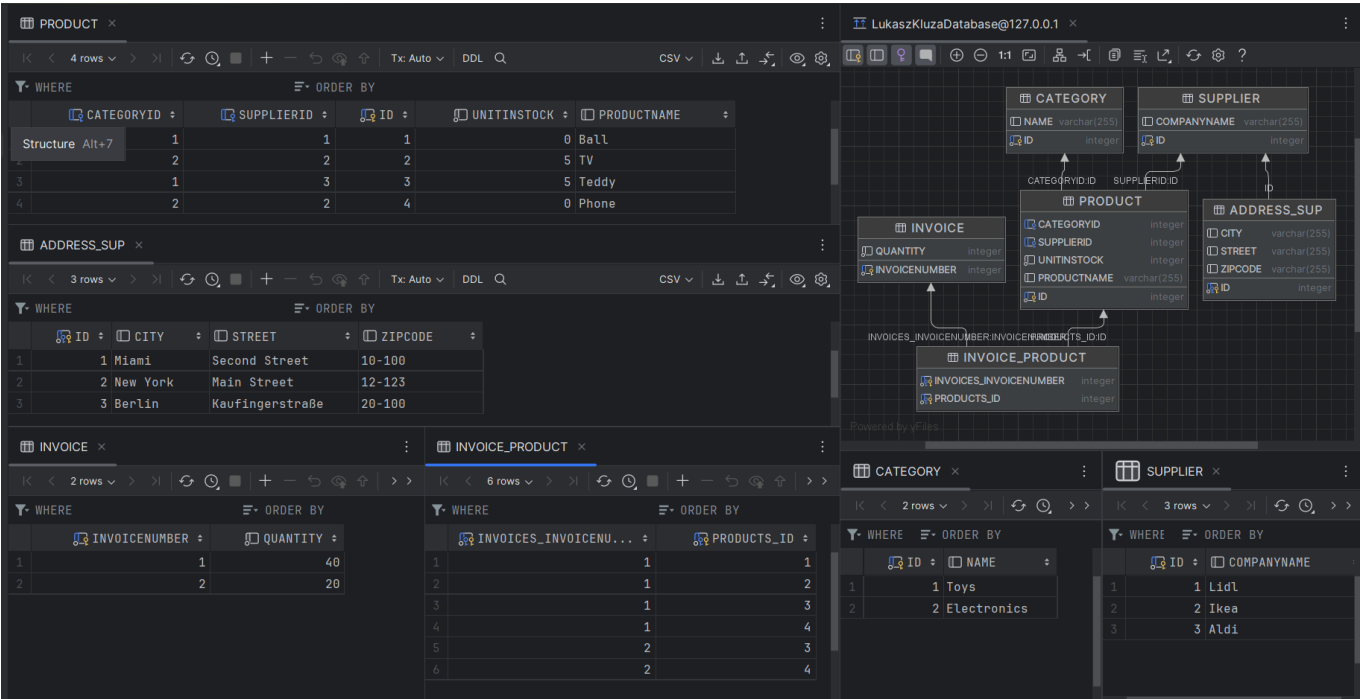 PRODUCT ×
4 rows
Tx: Auto
DDL
CSV
WHERE
ORDER BY
CATEGORYID SUPPLIERID ID UNITINSTOCK PRODUCTNAME
Structure Alt+7
1 1 1 0 Ball
2 2 2 2 5 TV
3 1 3 3 5 Teddy
4 2 2 4 0 Phone
ADDRESS_SUP ×
3 rows
Tx: Auto
DDL
CSV
WHERE
ORDER BY
ID CITY STREET ZIPCODE
1 1 Miami Second Street 10-100
2 2 New York Main Street 12-123
3 3 Berlin Kaufingerstraße 20-100
INVOICE ×
2 rows
WHERE
ORDER BY
INVOICENUMBER QUANTITY
1 1 40
2 2 20
INVOICE_PRODUCT ×
6 rows
WHERE
ORDER BY
INVOICES_INVOICENU... PRODUCTS_ID
1 1 1
2 1 2
3 1 3
4 1 4
5 2 3
6 2 4
LukaszKluzaDatabase@127.0.0.1 ×
1:1
CATEGORY
NAME varchar(255)
ID integer
SUPPLIER
COMPANYNAME varchar(255)
ID integer
CATEGORYID:ID
SUPPLIERID:ID
ID
PRODUCT
CATEGORYID integer
SUPPLIERID integer
UNITINSTOCK integer
PRODUCTNAME varchar(255)
ID integer
ADDRESS_SUP
CITY varchar(255)
STREET varchar(255)
ZIPCODE varchar(255)
ID integer
INVOICE
QUANTITY integer
INVOICENUMBER integer
INVOICES_INVOICENUMBER:INVOICENUMBER
INVOICE_PRODUCT
INVOICES_INVOICENUMBER integer
PRODUCTS_ID integer
Powered by yFiles
CATEGORY ×
2 rows
WHERE
ORDER BY
ID NAME
1 1 Toys
2 2 Electronics
SUPPLIER ×
3 rows
WHERE
ORDER BY
ID COMPANYNAME
1 1 Lidl
2 2 Ikea
3 3 Aldi